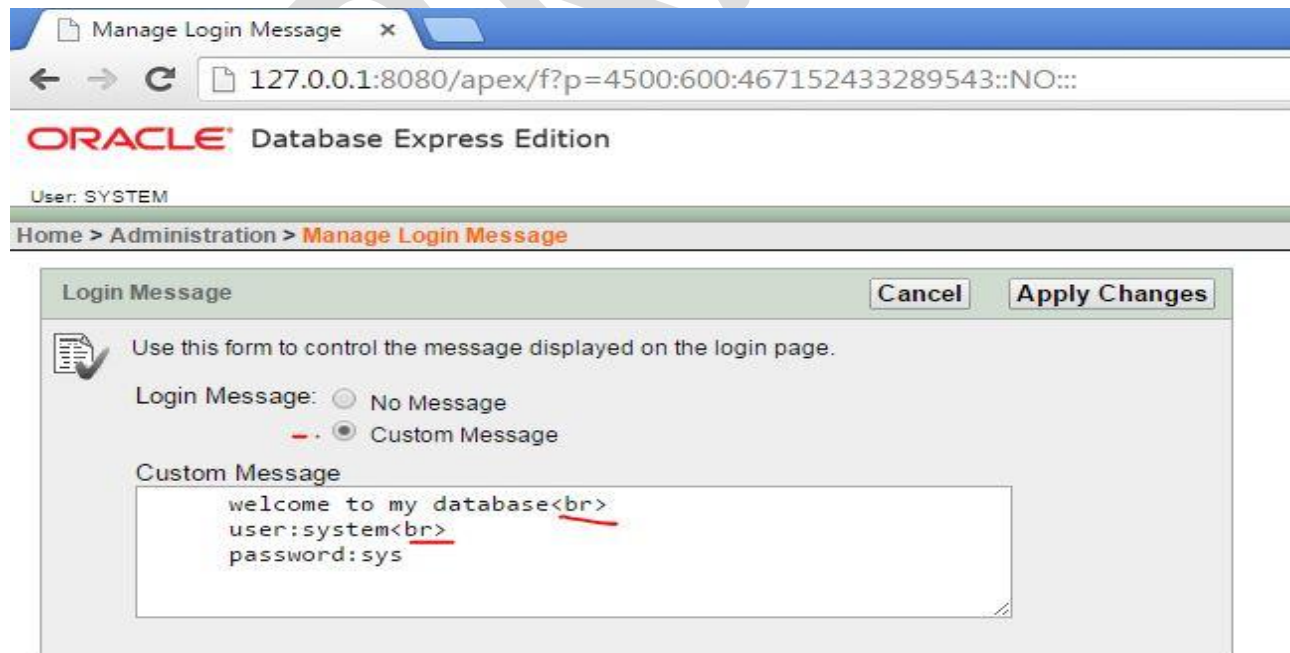 Manage Login Message ×
127.0.0.1:8080/apex/f?p=4500:600:467152433289543::NO:::
ORACLE Database Express Edition
User: SYSTEM
Home > Administration > Manage Login Message
Login Message Cancel Apply Changes
Use this form to control the message displayed on the login page.
Login Message: No Message
Custom Message
Custom Message
welcome to my database<br>
user:system<br>
password:sys